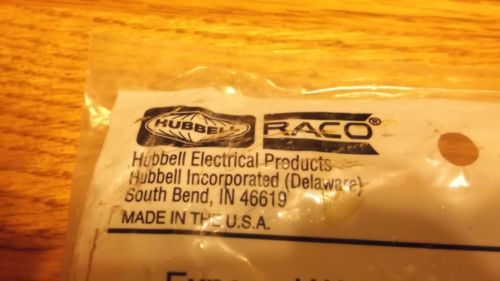 HUBBELL RACO®
Hubbell Electrical Products
Hubbell Incorporated (Delaware)
South Bend, IN 46619
MADE IN THE U.S.A.